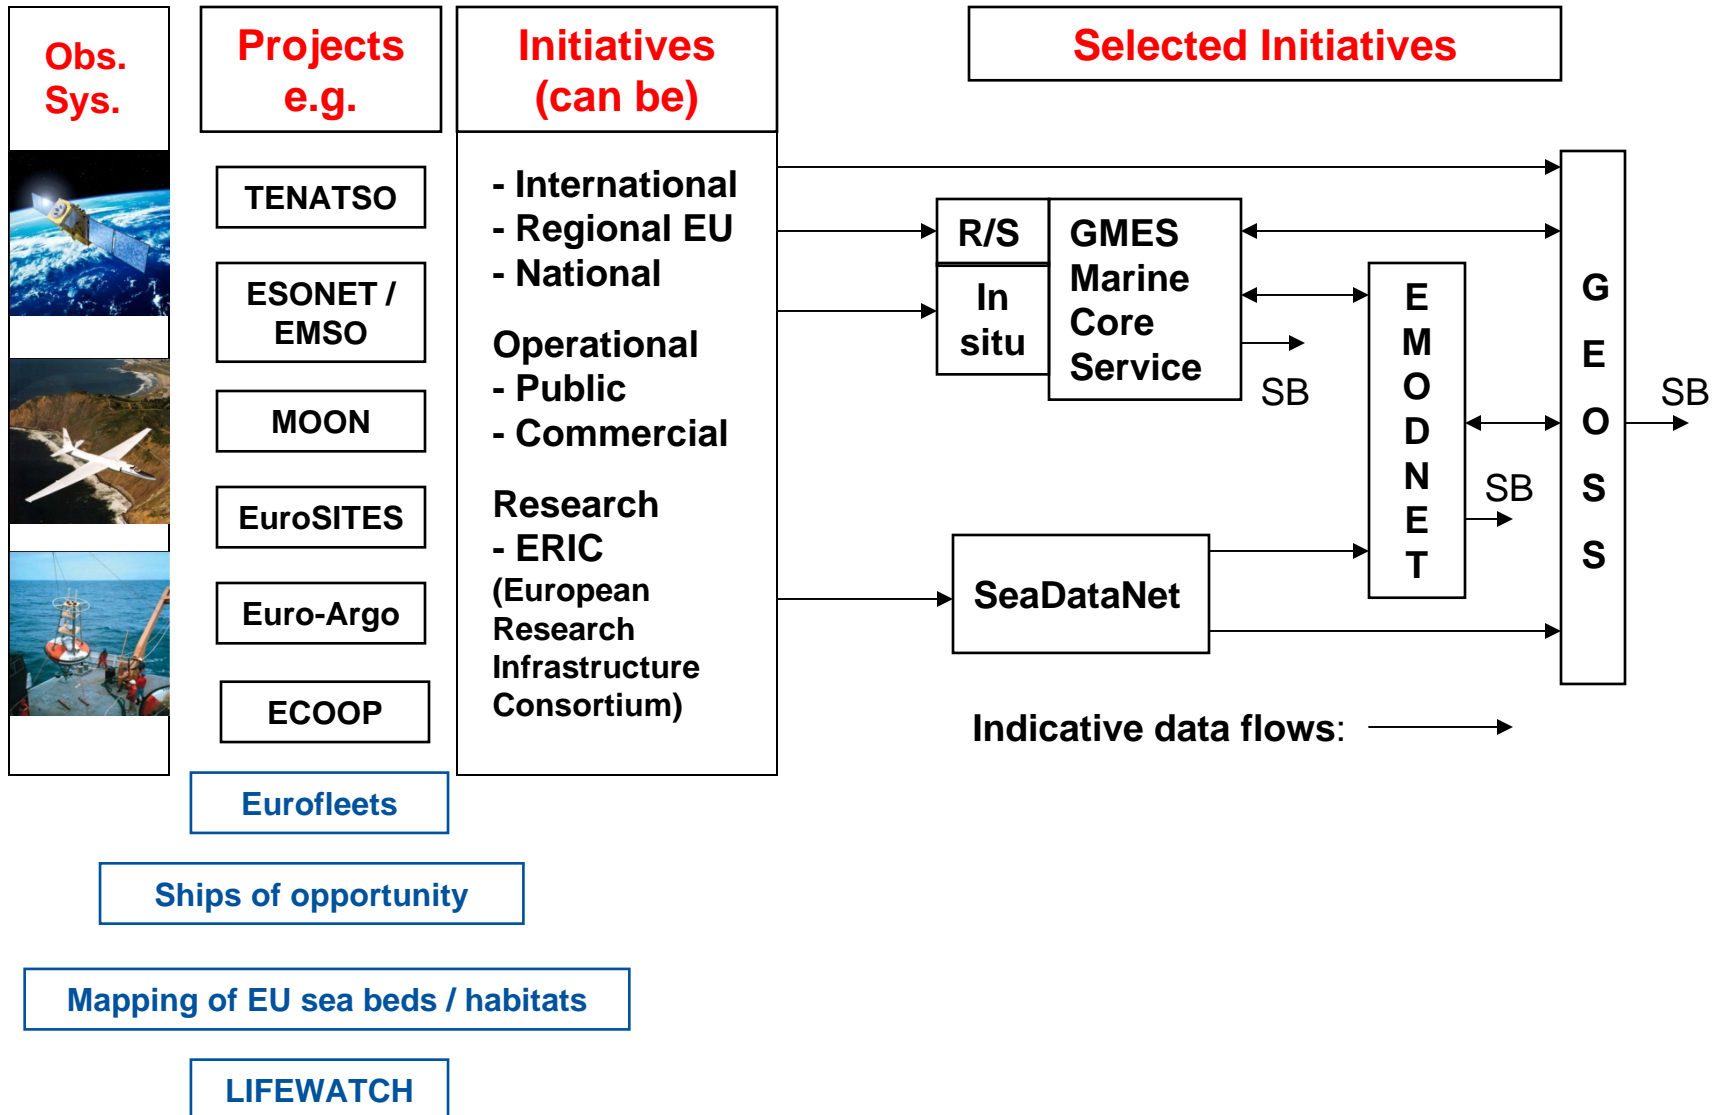 Obs.
Sys.
Projects
e.g.
Initiatives
(can be)
Selected Initiatives
TENATSO
ESONET /
EMSO
MOON
EuroSITES
Euro-Argo
ECOOP
Eurofleets
Ships of opportunity
Mapping of EU sea beds / habitats
LIFEWATCH
- International
- Regional EU
- National
Operational
- Public
- Commercial
Research
- ERIC
(European
Research
Infrastructure
Consortium)
R/S
In
situ
GMES
Marine
Core
Service
SB
SeaDataNet
E
M
O
D
N
E
T
SB
G
E
O
S
S
SB
Indicative data flows: